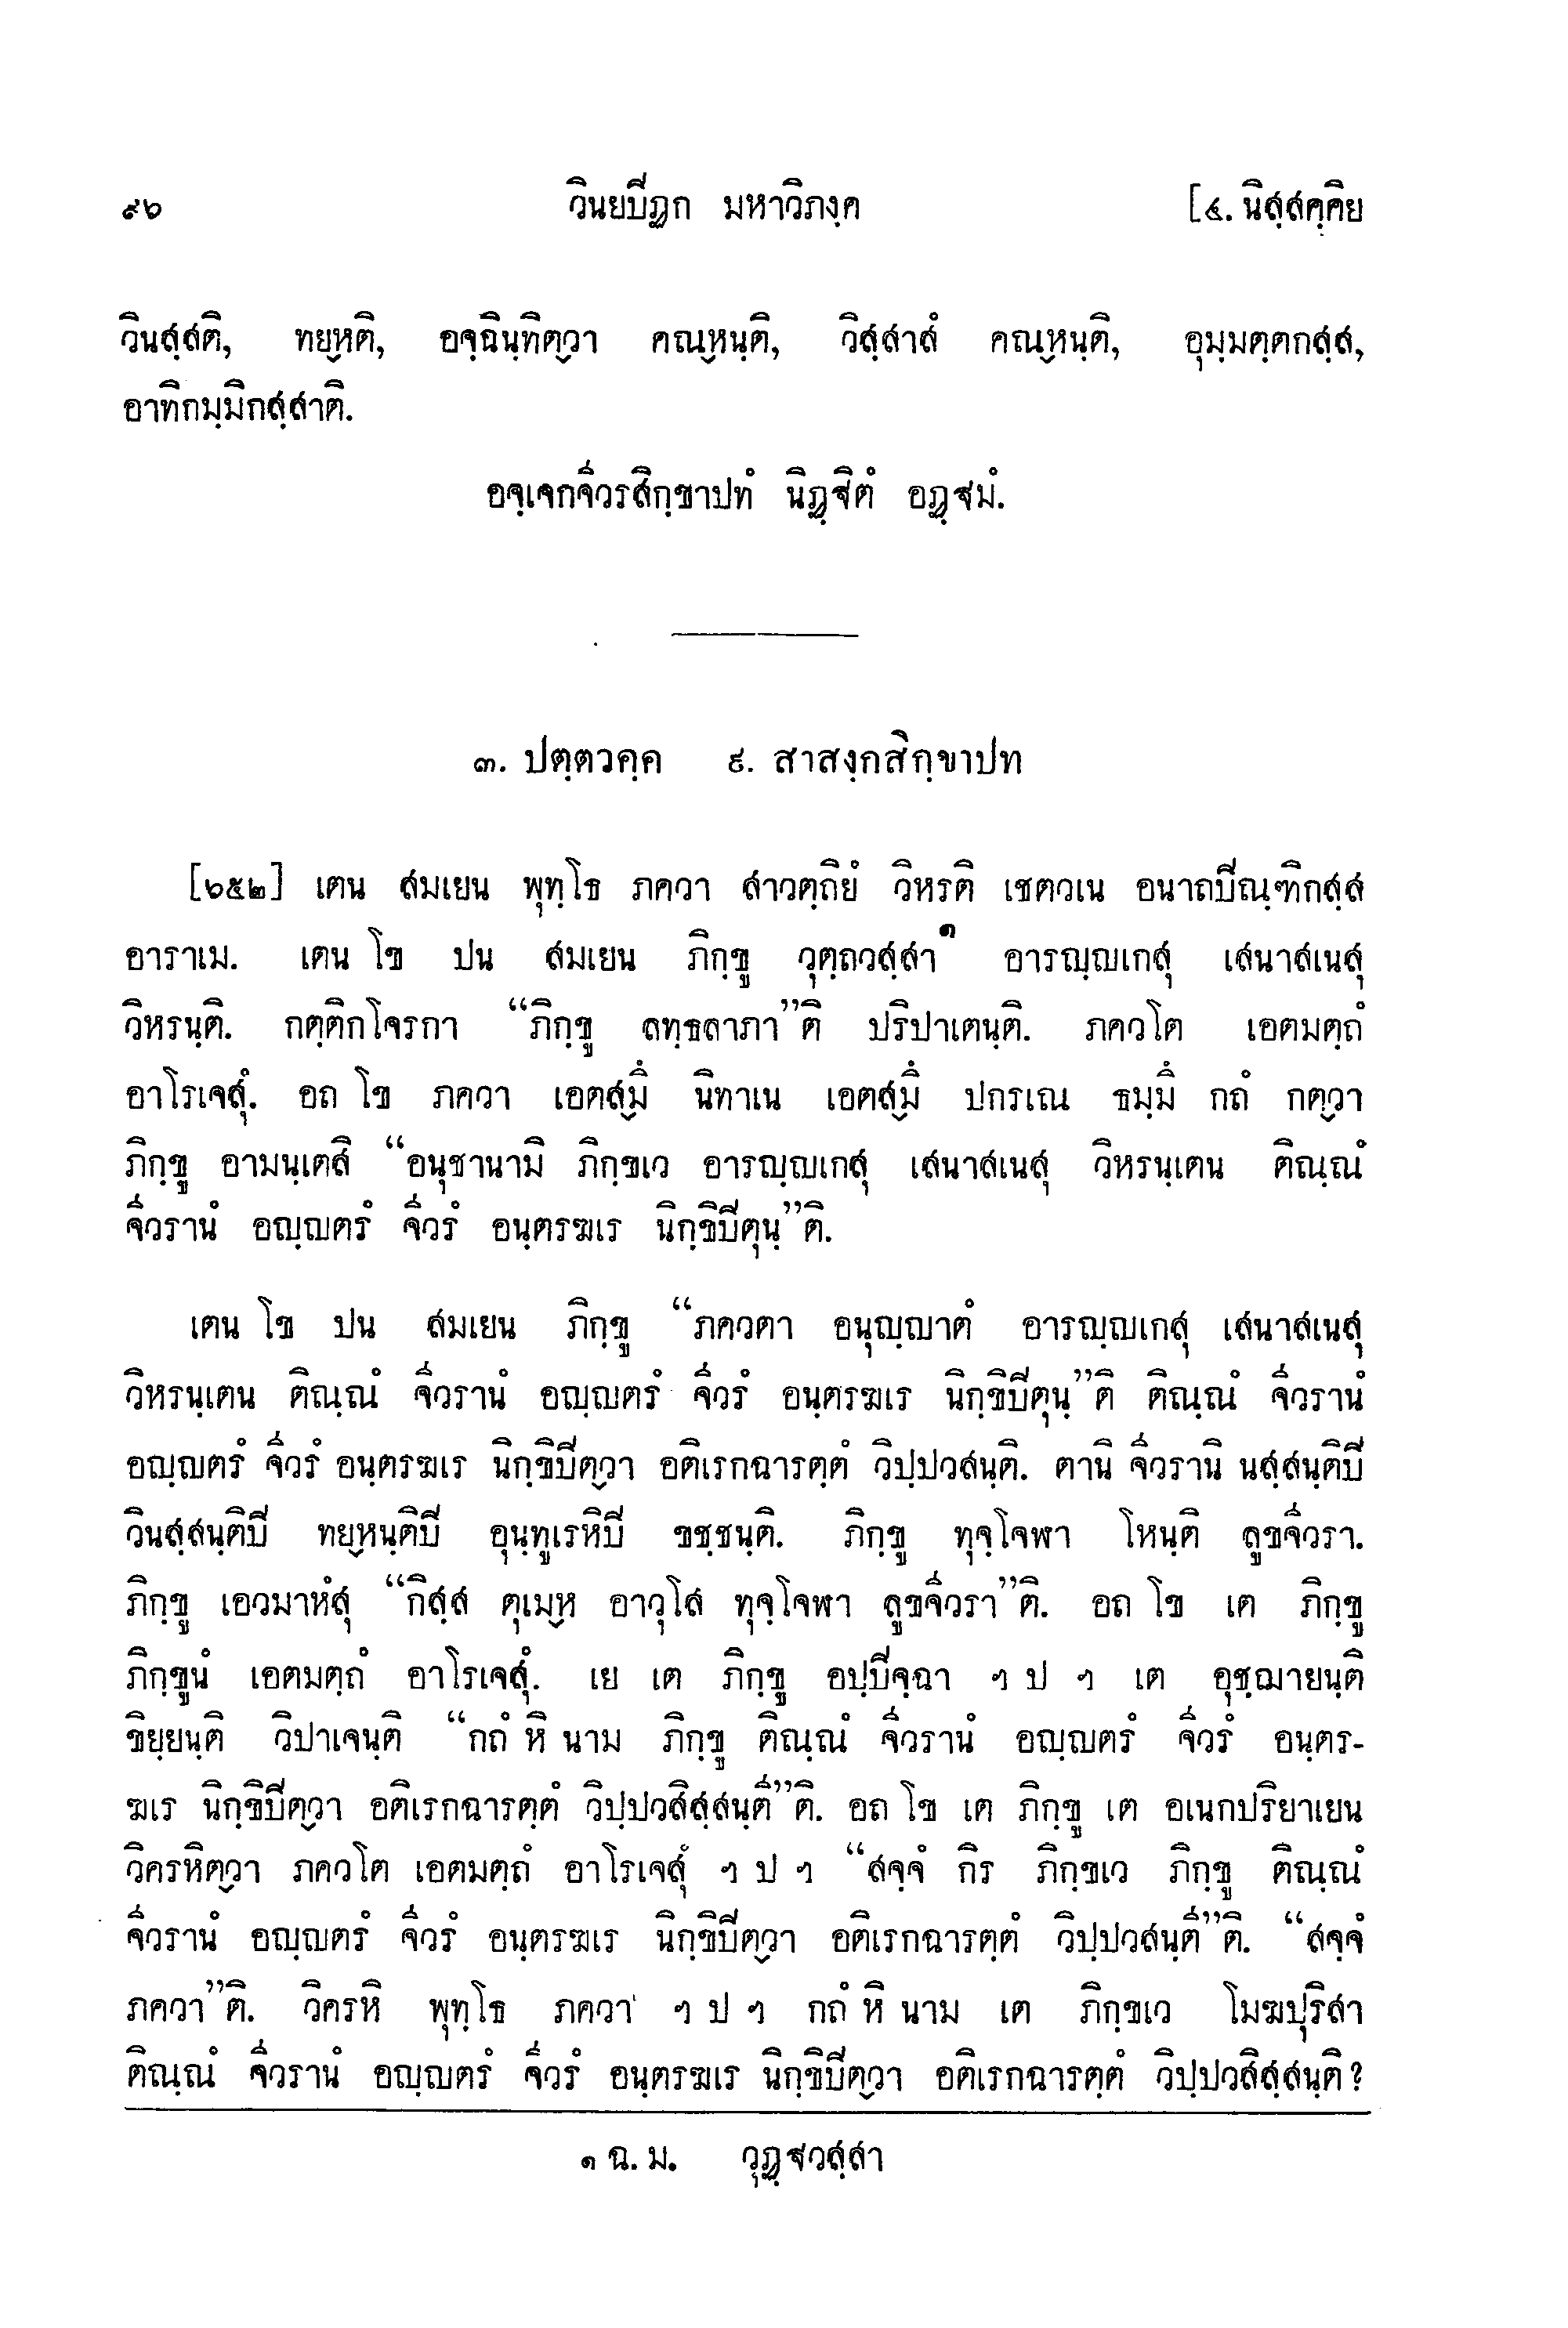 ๙๖ วินยปิฏก มหาวิภงฺค [๔. นิสฺสคฺคิย
วินสฺสติ, ทยฺหติ, อจฺฉินฺทิตฺวา คณฺหนฺติ, วิสฺสาสํ คณฺหนฺติ, อุมฺมตฺตกสฺส,
อาทิกมฺมิกสฺสาติ.
อจฺเจกจีวรสิกฺขาปทํ นิฏฺฐิตํ อฏฺฐมํ.
๓. ปตฺตวคฺค ๙. สาสงฺกสิกฺขาปท
[๖๕๒] เตน สมเยน พุทฺโธ ภควา สาวตฺถิยํ วิหรติ เชตวเน อนาถปิณฺฑิกสฺส
อาราเม. เตน โข ปน สมเยน ภิกฺขู วุตฺถวสฺสา๑ อารญฺญเกสุ เสนาสเนสุ
วิหรนฺติ. กตฺติกโจรกา “ภิกฺขู ลทฺธลาภา”ติ ปริปาเตนฺติ. ภควโต เอตมตฺถํ
อาโรเจสุํ. อถ โข ภควา เอตสฺมึ นิทาเน เอตสฺมึ ปกรเณ ธมฺมึ กถํ กตฺวา
ภิกฺขู อามนฺเตสิ “อนุชานามิ ภิกฺขเว อารญฺญเกสุ เสนาสเนสุ วิหรนฺเตน ติณฺณํ
จีวรานํ อญฺญตรํ จีวรํ อนฺตรฆเร นิกฺขิปิตุนฺ”ติ.
เตน โข ปน สมเยน ภิกฺขู “ภควตา อนุญฺญาตํ อารญฺญเกสุ เสนาสเนสุ
วิหรนฺเตน ติณฺณํ จีวรานํ อญฺญตรํ จีวรํ อนฺตรฆเร นิกฺขิปิตุนฺ”ติ ติณฺณํ จีวรานํ
อญฺญตรํ จีวรํ อนฺตรฆเร นิกฺขิปิตฺวา อติเรกฉารตฺตํ วิปฺปวสนฺติ. ตานิ จีวรานิ นสฺสนฺติปิ
วินสฺสนฺติปิ ทยฺหนฺติปิ อุนฺทูเรหิปิ ขชฺชนฺติ. ภิกฺขู ทุจฺโจฬา โหนฺติ ลูขจีวรา.
ภิกฺขู เอวมาหํสุ “กิสฺส ตุเมฺห อาวุโส ทุจฺโจฬา ลูขจีวรา”ติ. อถ โข เต ภิกฺขู
ภิกฺขูนํ เอตมตฺถํ อาโรเจสุํ. เย เต ภิกฺขู อปฺปิจฺฉา ฯ ป ฯ เต อุชฺฌายนฺติ
ขิยฺยนฺติ วิปาเจนฺติ “กถํ หิ นาม ภิกฺขู ติณฺณํ จีวรานํ อญฺญตรํ จีวรํ อนฺตร-
ฆเร นิกฺขิปิตฺวา อติเรกฉารตฺตํ วิปฺปวสิสฺสนฺตี”ติ. อถ โข เต ภิกฺขู เต อเนกปริยาเยน
วิครหิตฺวา ภควโต เอตมตฺถํ อาโรเจสุํ ฯ ป ฯ “สจฺจํ กิร ภิกฺขเว ภิกฺขู ติณฺณํ
จีวรานํ อญฺญตรํ จีวรํ อนฺตรฆเร นิกฺขิปิตฺวา อติเรกฉารตฺตํ วิปฺปวสนฺตี”ติ. “สจฺจํ
ภควา”ติ. วิครหิ พุทฺโธ ภควา ฯ ป ฯ กถํ หิ นาม เต ภิกฺขเว โมฆปุริสา
ติณฺณํ จีวรานํ อญฺญตรํ จีวรํ อนฺตรฆเร นิกฺขิปิตฺวา อติเรกฉารตฺตํ วิปฺปวสิสฺสนฺติ?
๑ ฉ. ม. วุฏฺฐวสฺสา